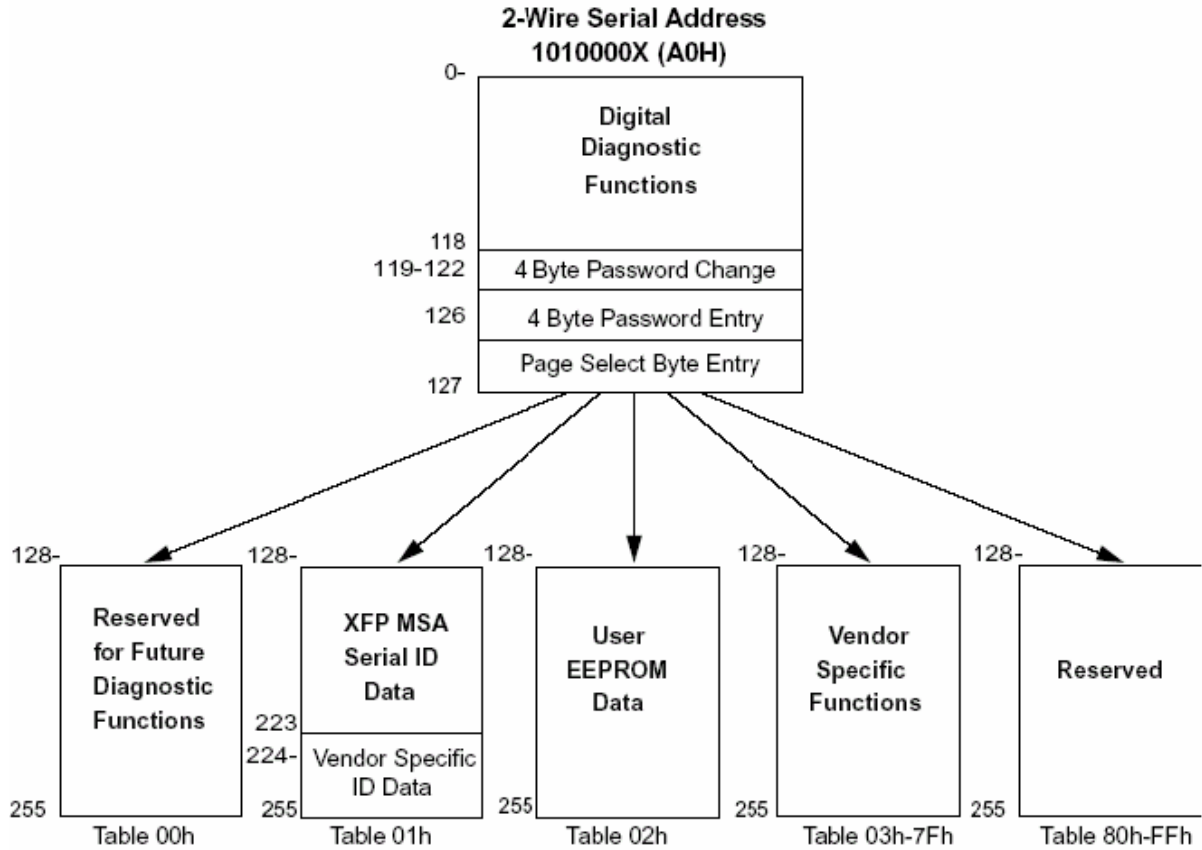 2-Wire Serial Address
1010000X (A0H)
0-
Digital
Diagnostic
Functions
118
119-122
4 Byte Password Change
126
4 Byte Password Entry
Page Select Byte Entry
127
128-
Reserved
for Future
Diagnostic
Functions
255
Table 00h
128-
XFP MSA
Serial ID
Data
223
224-
Vendor Specific
ID Data
255
Table 01h
128-
User
EEPROM
Data
255
Table 02h
128-
Vendor
Specific
Functions
255
Table 03h-7Fh
128-
Reserved
255
Table 80h-FFh